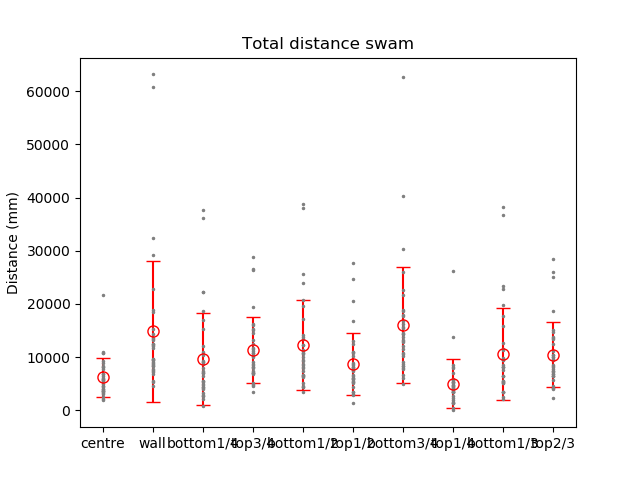 Total distance swam
60000
50000
40000
30000
20000
10000
0
Distance (mm)
centre wall bottom1/4 top3/4 bottom1/2 top1/2 bottom3/4 top1/4 bottom1/3 top2/3